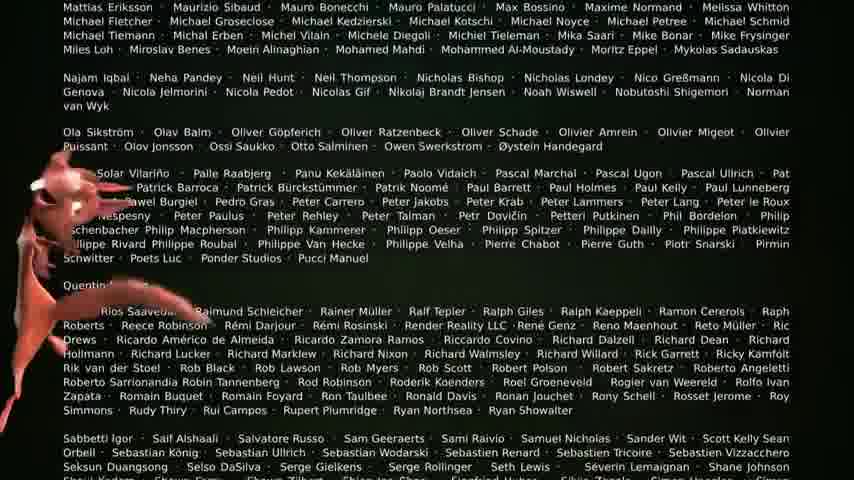 Mattias Eriksson · Maurizio Sibaud · Mauro Bonecchi · Mauro Palatucci · Max Bossino · Maxime Normand · Melissa Whitton
Michael Fletcher · Michael Groseclose · Michael Kedzierski · Michael Kotschi · Michael Noyce · Michael Petree · Michael Schmid
Michael Tiemann · Michal Erben · Michel Vilain · Michele Diegoli · Michiel Tieleman · Mika Saari · Mike Bonar · Mike Frysinger
Miles Loh · Miroslav Benes · Moein Alinaghian · Mohamed Mahdi · Mohammed Al-Moustady · Moritz Eppel · Mykolas Sadauskas
Najam Iqbal · Neha Pandey · Neil Hunt · Neil Thompson · Nicholas Bishop · Nicholas Londey · Nico Greßmann · Nicola Di
Genova · Nicola Jelmorini · Nicola Pedot · Nicolas Gif · Nikolaj Brandt Jensen · Noah Wiswell · Nobutoshi Shigemori · Norman
van Wyk
Ola Sikström · Olav Balm · Oliver Göpferich · Oliver Ratzenbeck · Oliver Schade · Olivier Amrein · Olivier Migeot · Olivier
Puissant · Olov Jonsson · Ossi Saukko · Otto Salminen · Owen Swerkstrom · Øystein Handegard
Solar Vilariño · Palle Raabjerg · Panu Kekäläinen · Paolo Vidaich · Pascal Marchal · Pascal Ugon · Pascal Ullrich · Pat
Patrick Barroca · Patrick Bürckstümmer · Patrik Noomé · Paul Barrett · Paul Holmes · Paul Kelly · Paul Lunneberg
Pawel Burgiel · Pedro Gras · Peter Carrero · Peter Jakobs · Peter Krab · Peter Lammers · Peter Lang · Peter le Roux
Nespesny · Peter Paulus · Peter Rehley · Peter Talman · Petr Dovičín · Petteri Putkinen · Phil Bordelon · Philip
Eschenbacher Philip Macpherson · Philipp Kammerer · Philipp Oeser · Philipp Spitzer · Philippe Dailly · Philippe Piatkiewitz
Philippe Rivard Philippe Roubal · Philippe Van Hecke · Philippe Velha · Pierre Chabot · Pierre Guth · Piotr Snarski · Pirmin
Schwitter · Poets Luc · Ponder Studios · Pucci Manuel
Quentin
Rios Saavedra · Raimund Schleicher · Rainer Müller · Ralf Tepler · Ralph Giles · Ralph Kaeppeli · Ramon Cererols · Raph
Roberts · Reece Robinson · Rémi Darjour · Rémi Rosinski · Render Reality LLC · René Genz · Reno Maenhout · Reto Müller · Ric
Drews · Ricardo Américo de Almeida · Ricardo Zamora Ramos · Riccardo Covino · Richard Dalzell · Richard Dean · Richard
Hollmann · Richard Lucker · Richard Marklew · Richard Nixon · Richard Walmsley · Richard Willard · Rick Garrett · Ricky Kämfolt
Rik van der Stoel · Rob Black · Rob Lawson · Rob Myers · Rob Scott · Robert Polson · Robert Sakretz · Roberto Angeletti
Roberto Sarrionandia Robin Tannenberg · Rod Robinson · Roderik Koenders · Roel Groeneveld · Rogier van Weereld · Rolfo Ivan
Zapata · Romain Buquet · Romain Foyard · Ron Taulbee · Ronald Davis · Ronan Jouchet · Rony Schell · Rosset Jerome · Roy
Simmons · Rudy Thiry · Rui Campos · Rupert Plumridge · Ryan Northsea · Ryan Showalter
Sabbetti Igor · Saif Alshaali · Salvatore Russo · Sam Geeraerts · Sami Raivio · Samuel Nicholas · Sander Wit · Scott Kelly Sean
Orbell · Sebastian König · Sebastian Ullrich · Sebastian Wodarski · Sebastien Renard · Sebastien Tricoire · Sebastien Vizzacchero
Seksun Duangsong · Selso DaSilva · Serge Gielkens · Serge Rollinger · Seth Lewis · Séverin Lemaignan · Shane Johnson